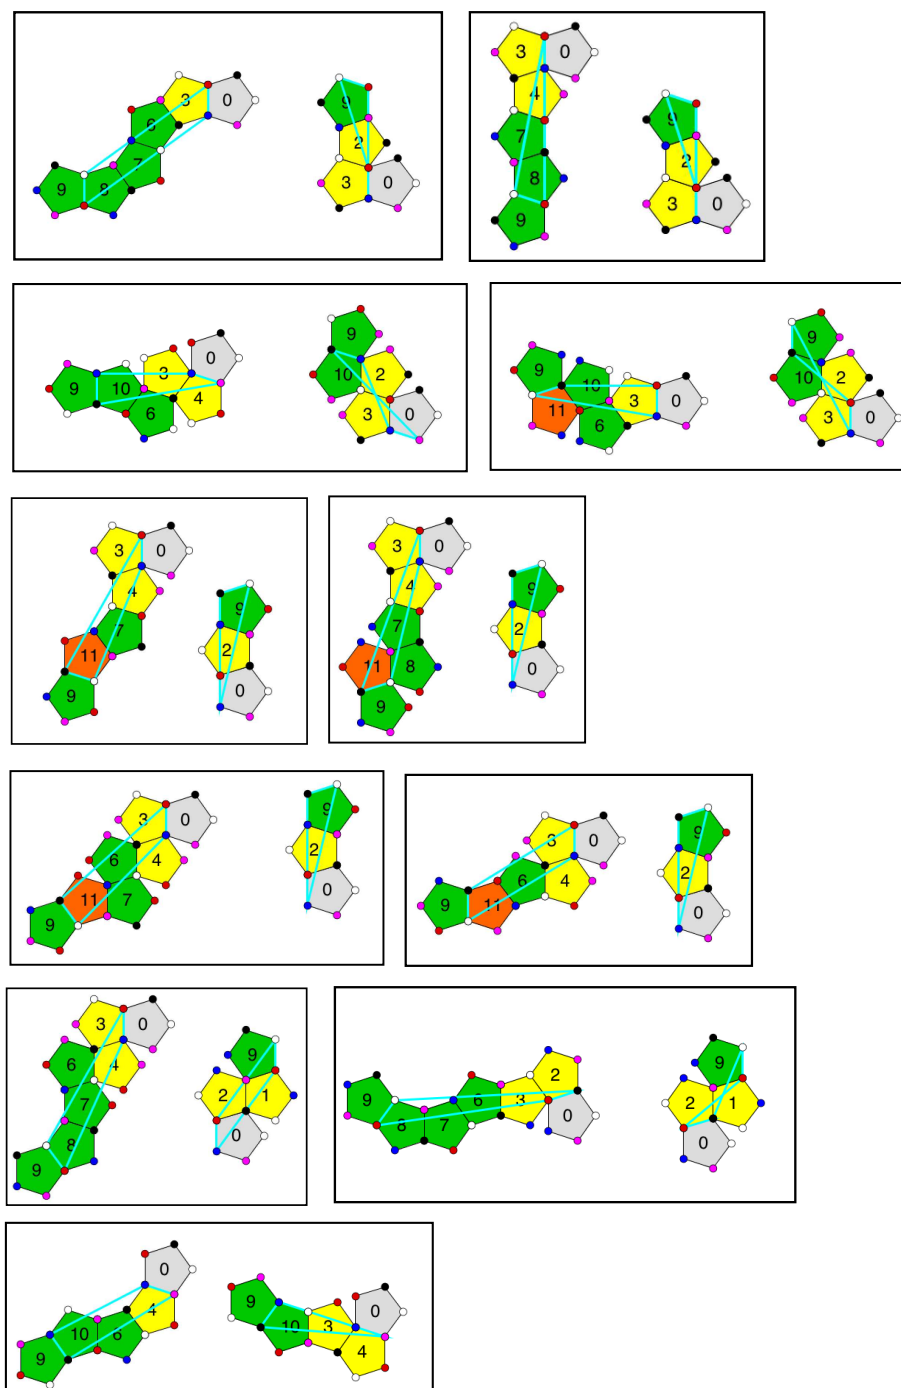 3 0 6 7 9 8
9 2 3 0
3 0 4 7 8 9
9 2 3 0
0 3 9 10 4 6
9 10 2 3 0
9 10 3 0 11 6
9 10 2 3 0
3 0 4 7 11 9
9 2 0
3 0 4 7 11 8 9
9 2 0
3 0 6 4 11 7 9
9 2 0
3 0 6 4 9 11
9 2 0
3 0 6 4 7 8 9
9 2 1 0
2 9 6 3 0 8 7
9 2 1 0
0 4 10 6 9
9 0 10 3 4